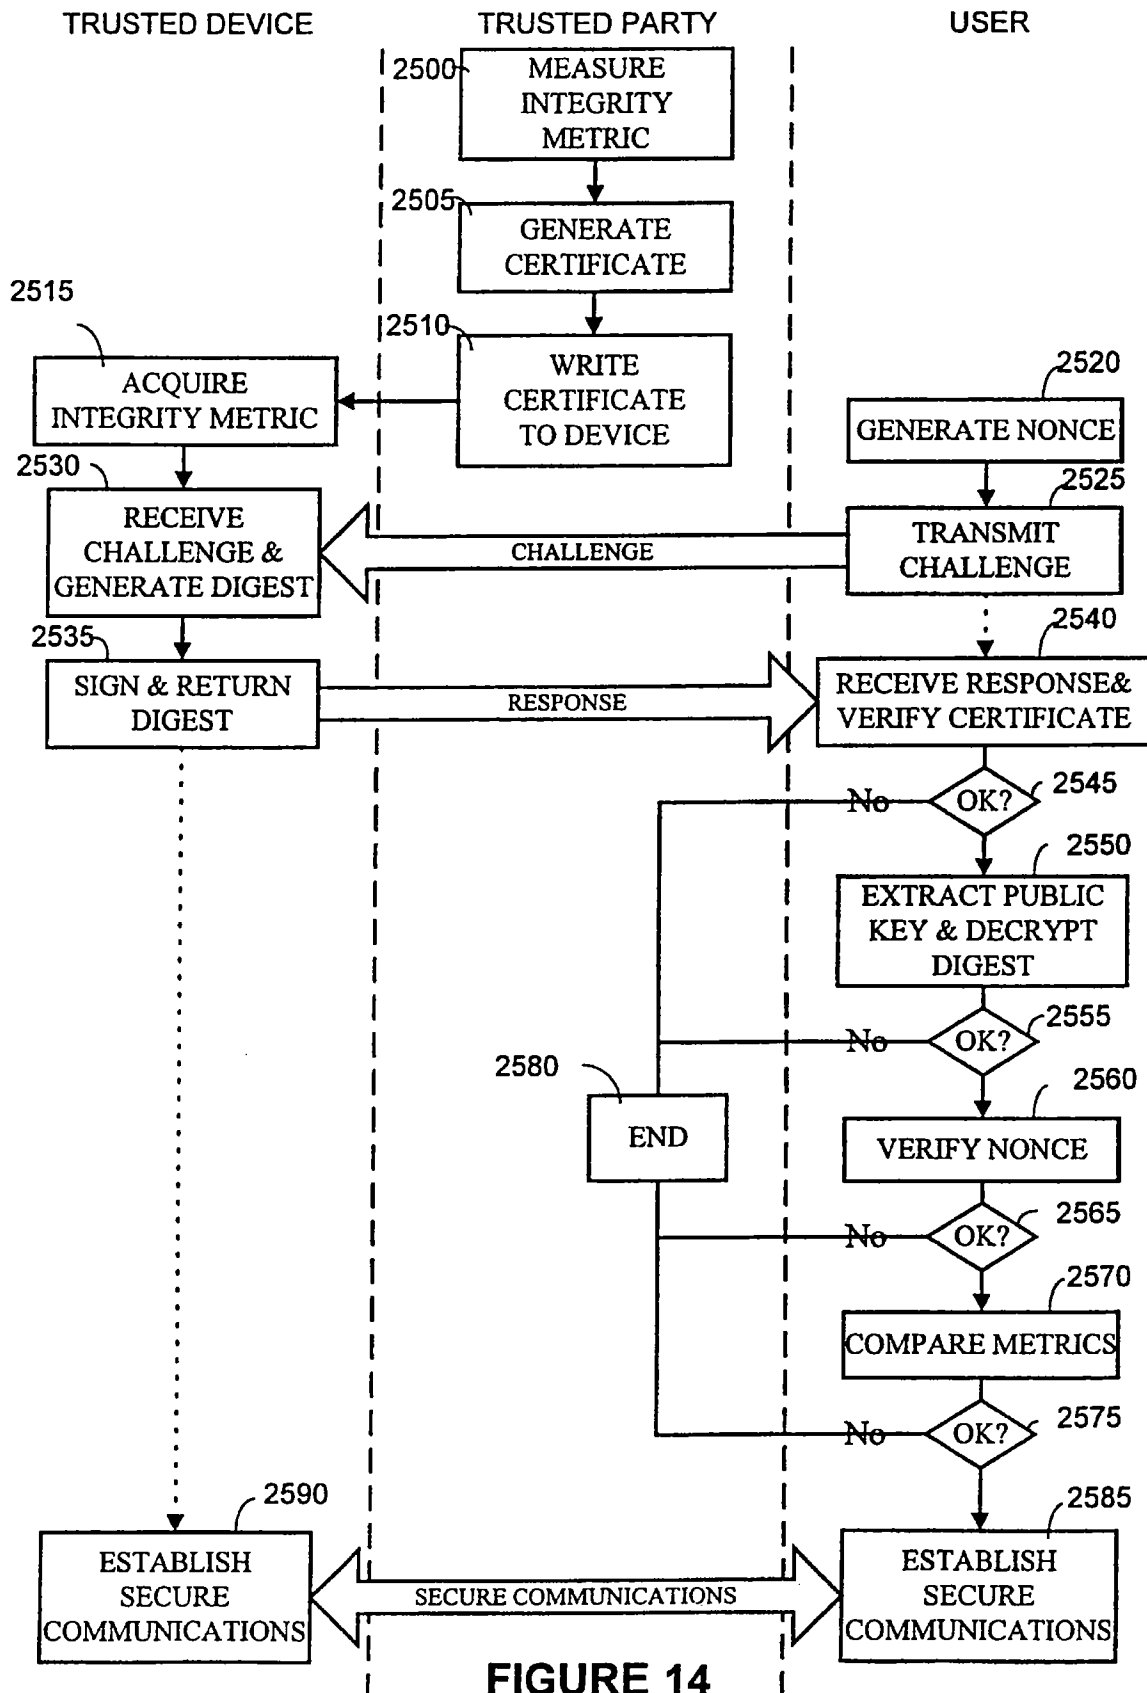 TRUSTED DEVICE
TRUSTED PARTY
USER
2500
MEASURE
INTEGRITY
METRIC
2505
GENERATE
CERTIFICATE
2510
WRITE
CERTIFICATE
TO DEVICE
2515
ACQUIRE
INTEGRITY METRIC
2520
GENERATE NONCE
2525
TRANSMIT
CHALLENGE
CHALLENGE
2530
RECEIVE
CHALLENGE &
GENERATE DIGEST
2535
SIGN & RETURN
DIGEST
RESPONSE
2540
RECEIVE RESPONSE&
VERIFY CERTIFICATE
2545
OK?
No
2550
EXTRACT PUBLIC
KEY & DECRYPT
DIGEST
2555
OK?
No
2580
END
2560
VERIFY NONCE
2565
OK?
No
2570
COMPARE METRICS
2575
OK?
No
2590
ESTABLISH
SECURE
COMMUNICATIONS
SECURE COMMUNICATIONS
2585
ESTABLISH
SECURE
COMMUNICATIONS
FIGURE 14